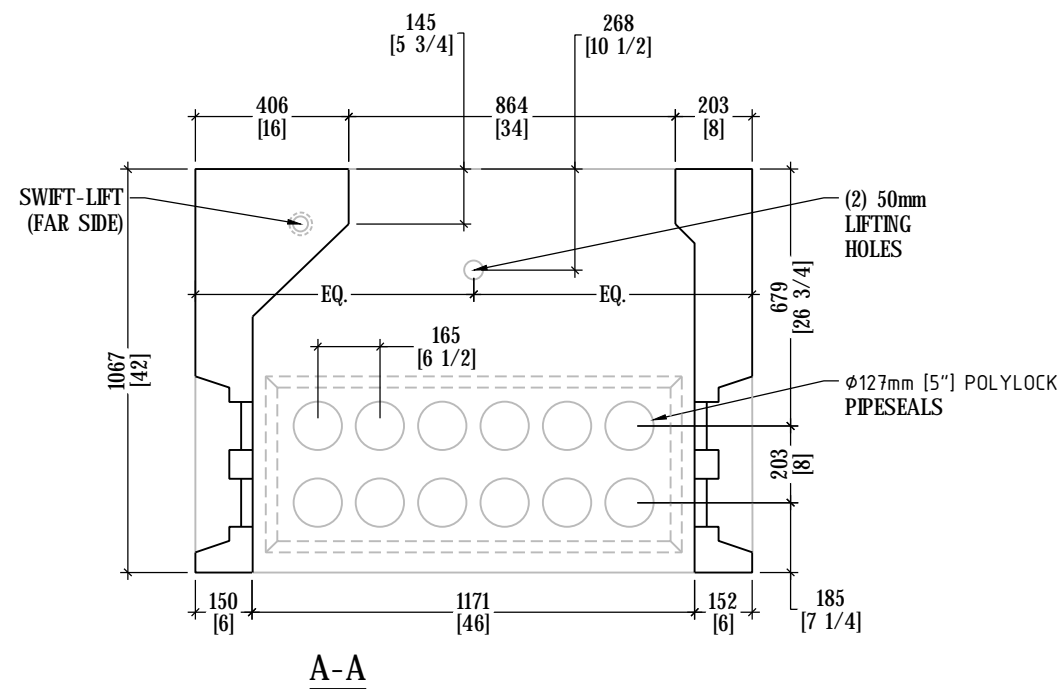 145
[5 3/4]
268
[10 1/2]
406
[16]
864
[34]
203
[8]
SWIFT-LIFT
(FAR SIDE)
(2) 50mm
LIFTING
HOLES
EQ.
EQ.
679
[26 3/4]
165
[6 1/2]
1067
[42]
Φ127mm [5"] POLYLOCK
PIPESEALS
203
[8]
150
[6]
1171
[46]
152
[6]
185
[7 1/4]
A-A